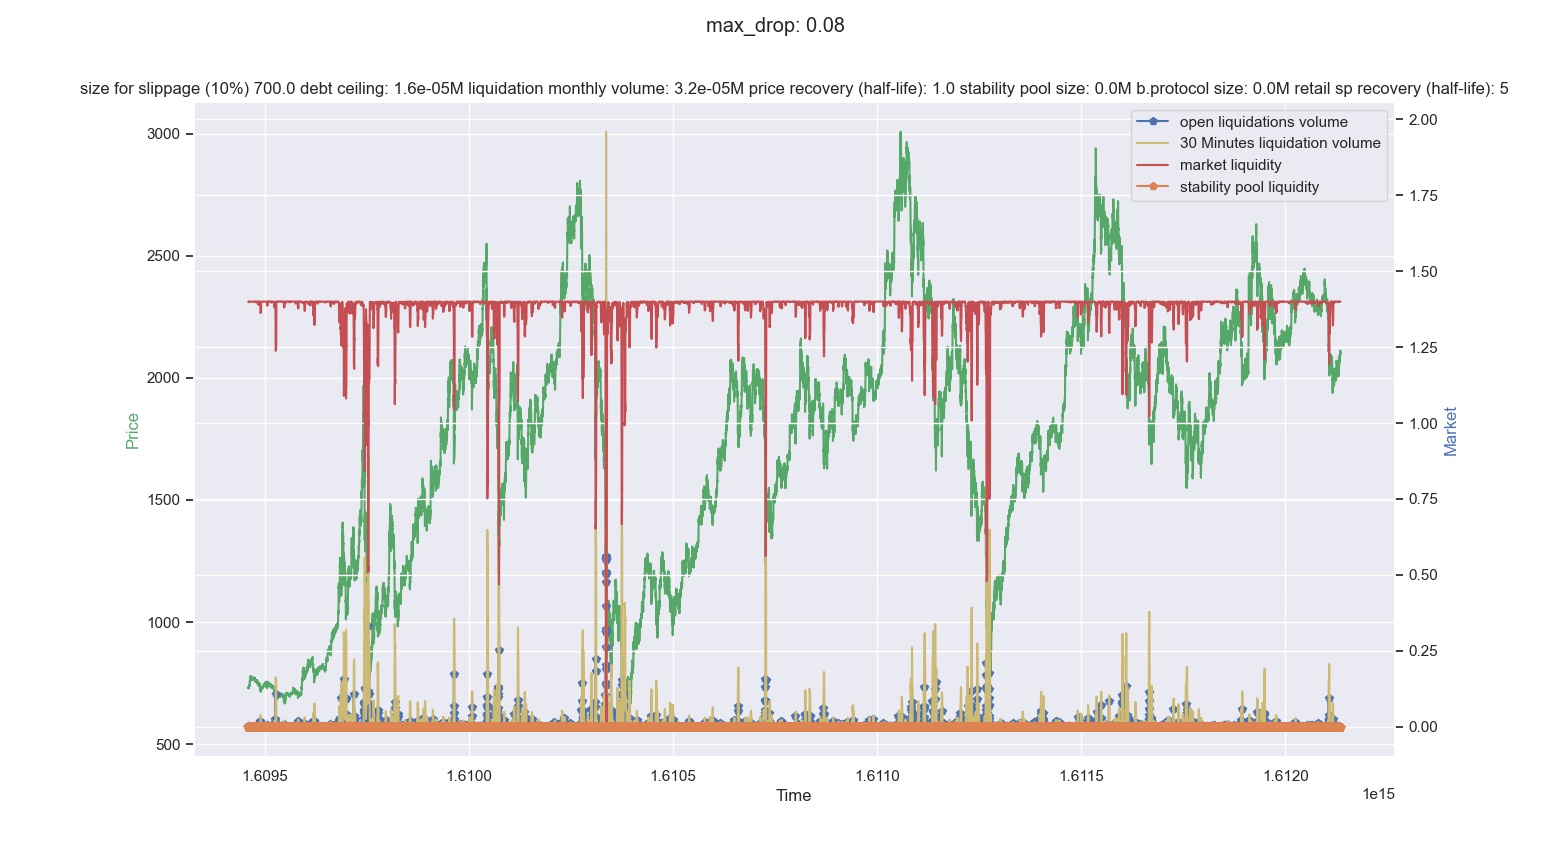 max_drop: 0.08
size for slippage (10%) 700.0 debt ceiling: 1.6e-05M liquidation monthly volume: 3.2e-05M price recovery (half-life): 1.0 stability pool size: 0.0M b.protocol size: 0.0M retail sp recovery (half-life): 5
open liquidations volume
30 Minutes liquidation volume
market liquidity
stability pool liquidity
3000
2500
2000
1500
1000
500
Price
2.00
1.75
1.50
1.25
1.00
0.75
0.50
0.25
0.00
Market
1.6095 1.6100 1.6105 1.6110 1.6115 1.6120
1e15
Time